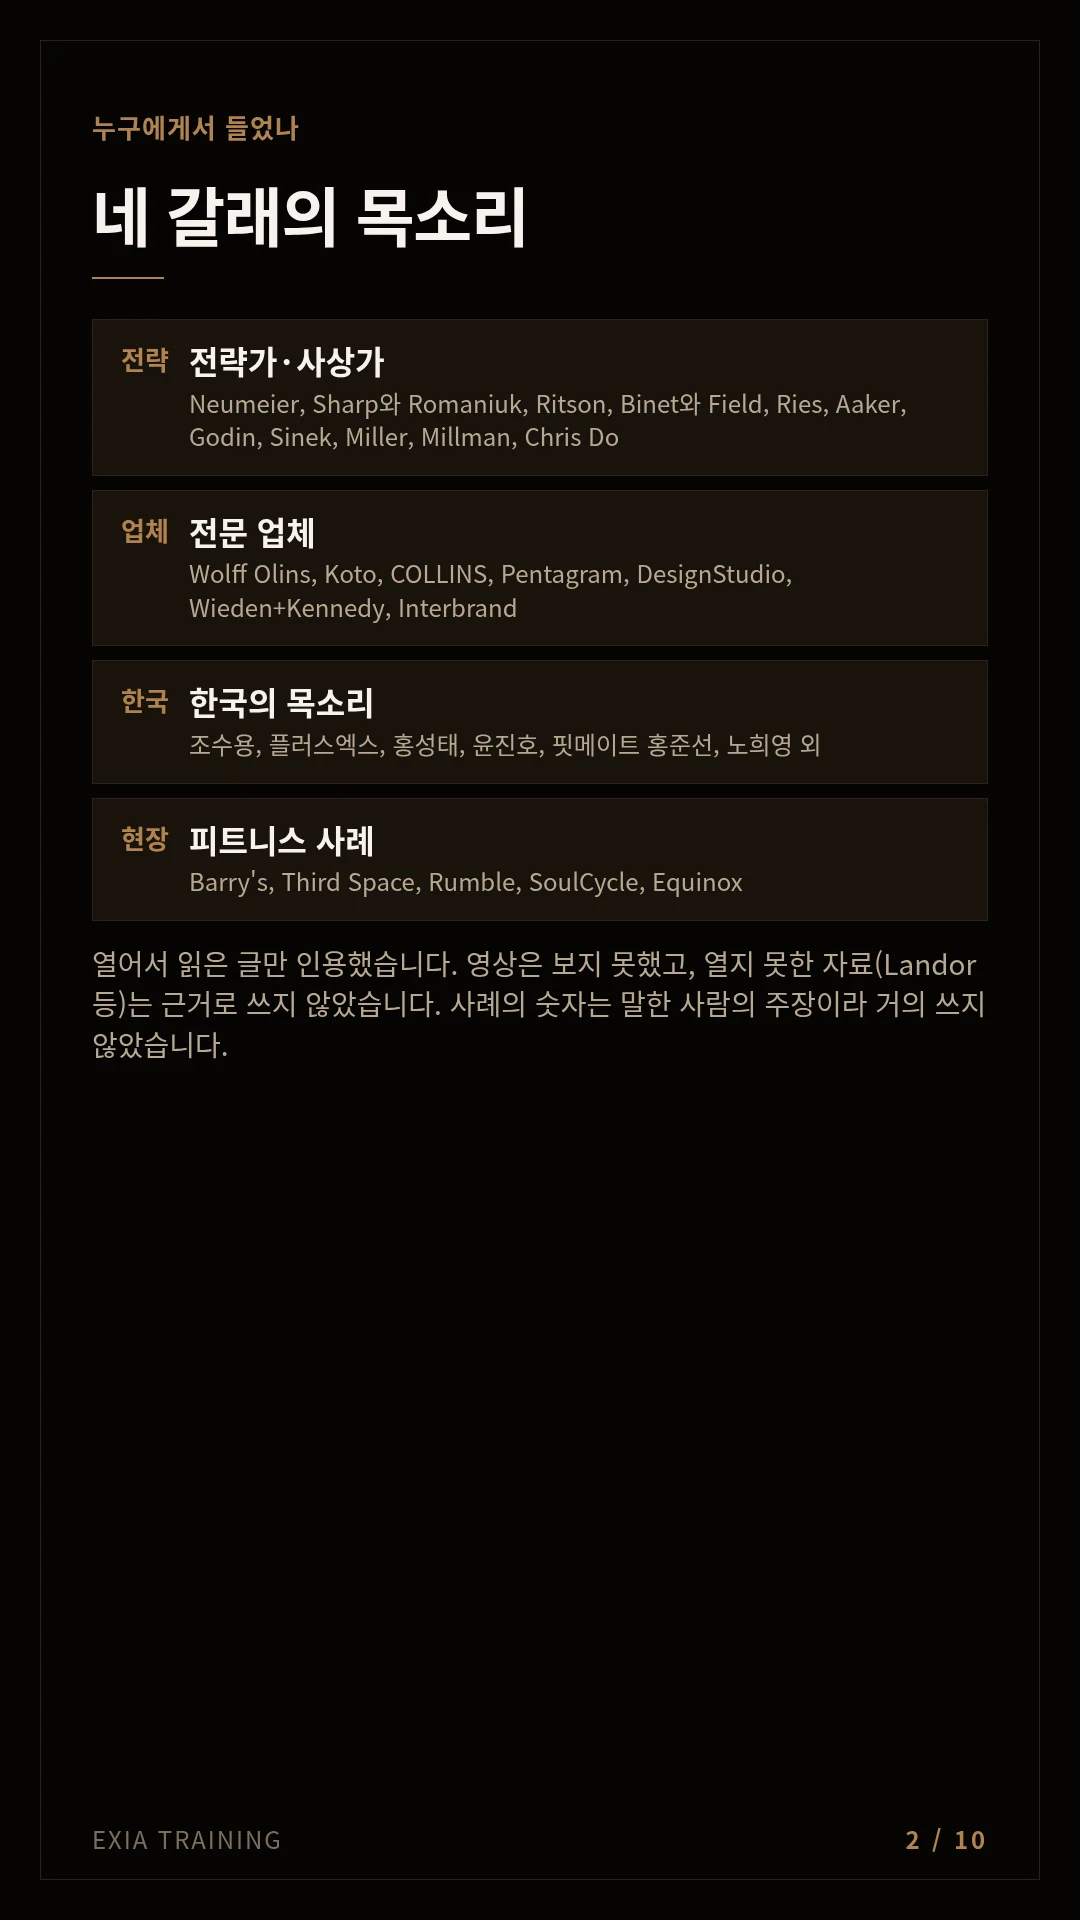 누구에게서 들었나
네 갈래의 목소리
전략 전략가·사상가
Neumeier, Sharp와 Romaniuk, Ritson, Binet와 Field, Ries, Aaker,
Godin, Sinek, Miller, Millman, Chris Do
업체 전문 업체
Wolff Olins, Koto, COLLINS, Pentagram, DesignStudio,
Wieden+Kennedy, Interbrand
한국 한국의 목소리
조수용, 플러스엑스, 홍성태, 윤진호, 핏메이트 홍준선, 노희영 외
현장 피트니스 사례
Barry's, Third Space, Rumble, SoulCycle, Equinox
열어서 읽은 글만 인용했습니다. 영상은 보지 못했고, 열지 못한 자료(Landor
등)는 근거로 쓰지 않았습니다. 사례의 숫자는 말한 사람의 주장이라 거의 쓰지
않았습니다.
EXIA TRAINING
2 / 10